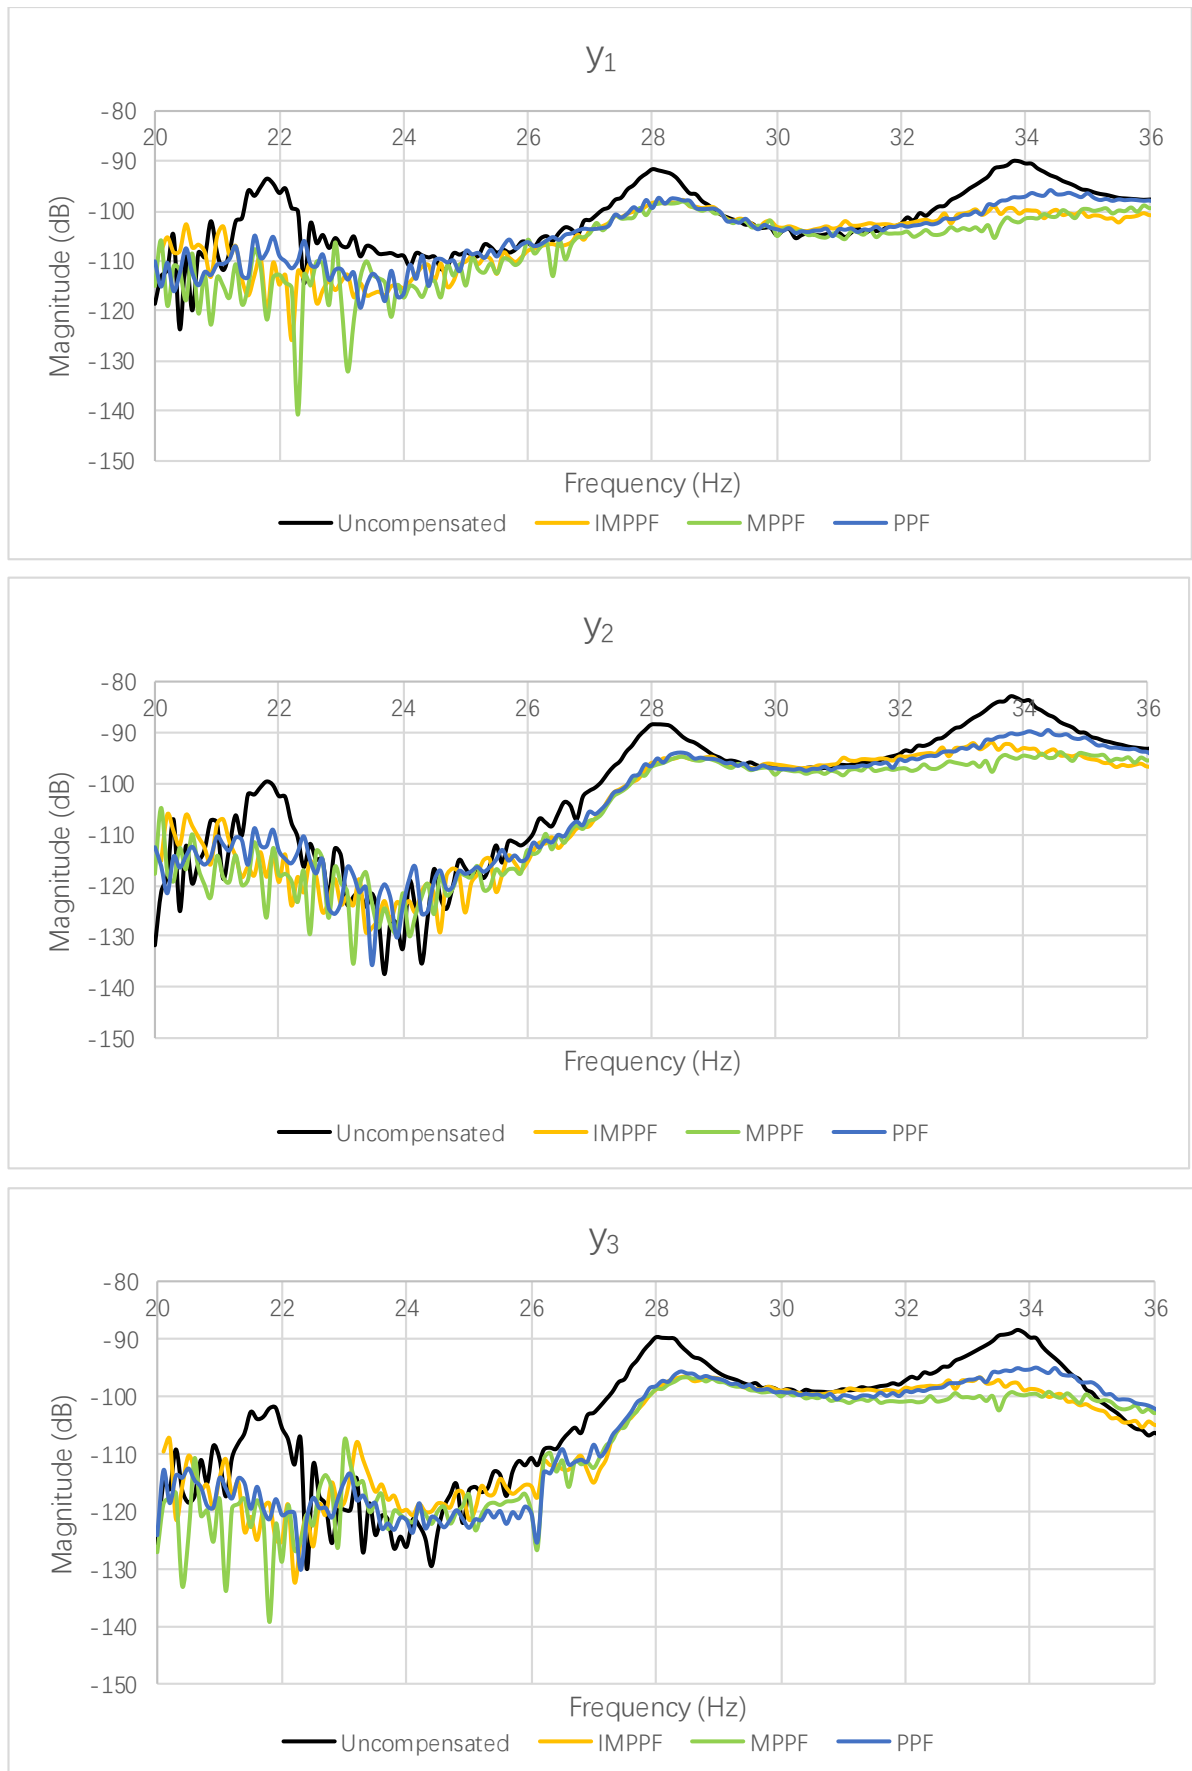 y1
-80
20 22 24 26 28 30 32 34 36
-90
-100
-110
-120
-130
-140
-150
Magnitude (dB)
Frequency (Hz)
Uncompensated IMPPF MPPF PPF
y2
-80
20 22 24 26 28 30 32 34 36
-90
-100
-110
-120
-130
-140
-150
Magnitude (dB)
Frequency (Hz)
Uncompensated IMPPF MPPF PPF
y3
-80
20 22 24 26 28 30 32 34 36
-90
-100
-110
-120
-130
-140
-150
Magnitude (dB)
Frequency (Hz)
Uncompensated IMPPF MPPF PPF